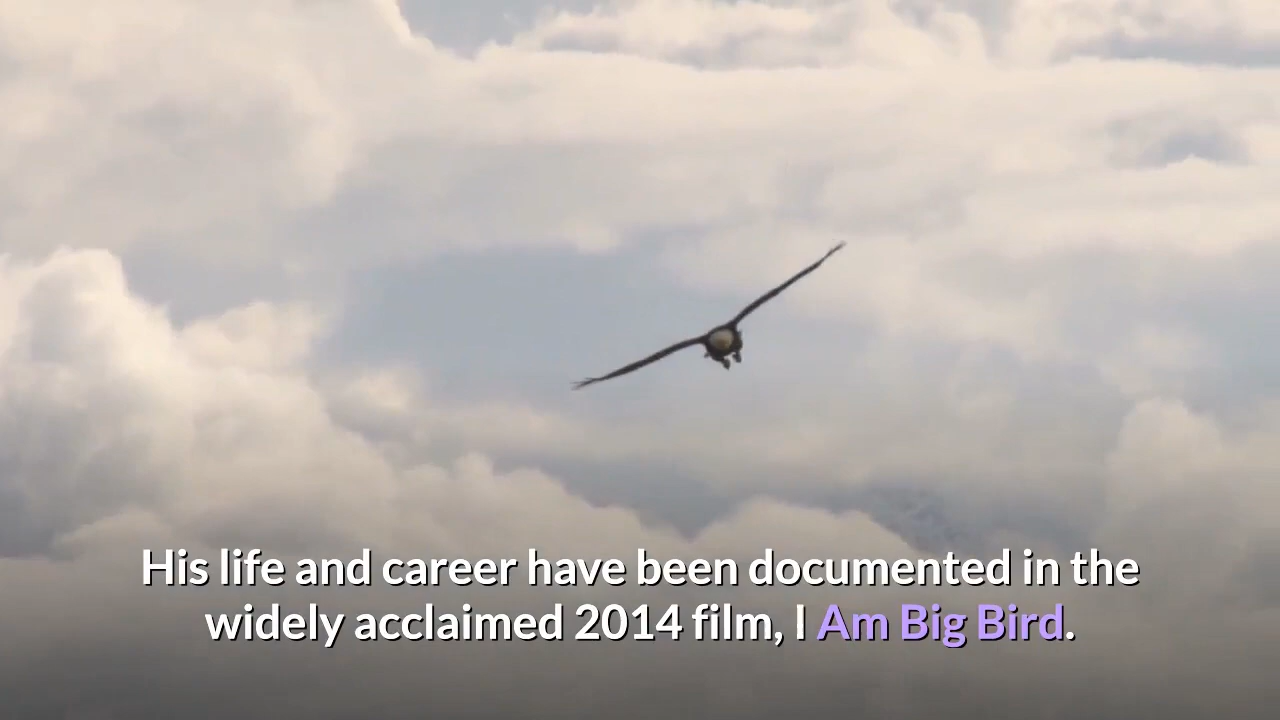 His life and career have been documented in the
widely acclaimed 2014 film, I Am Big Bird.